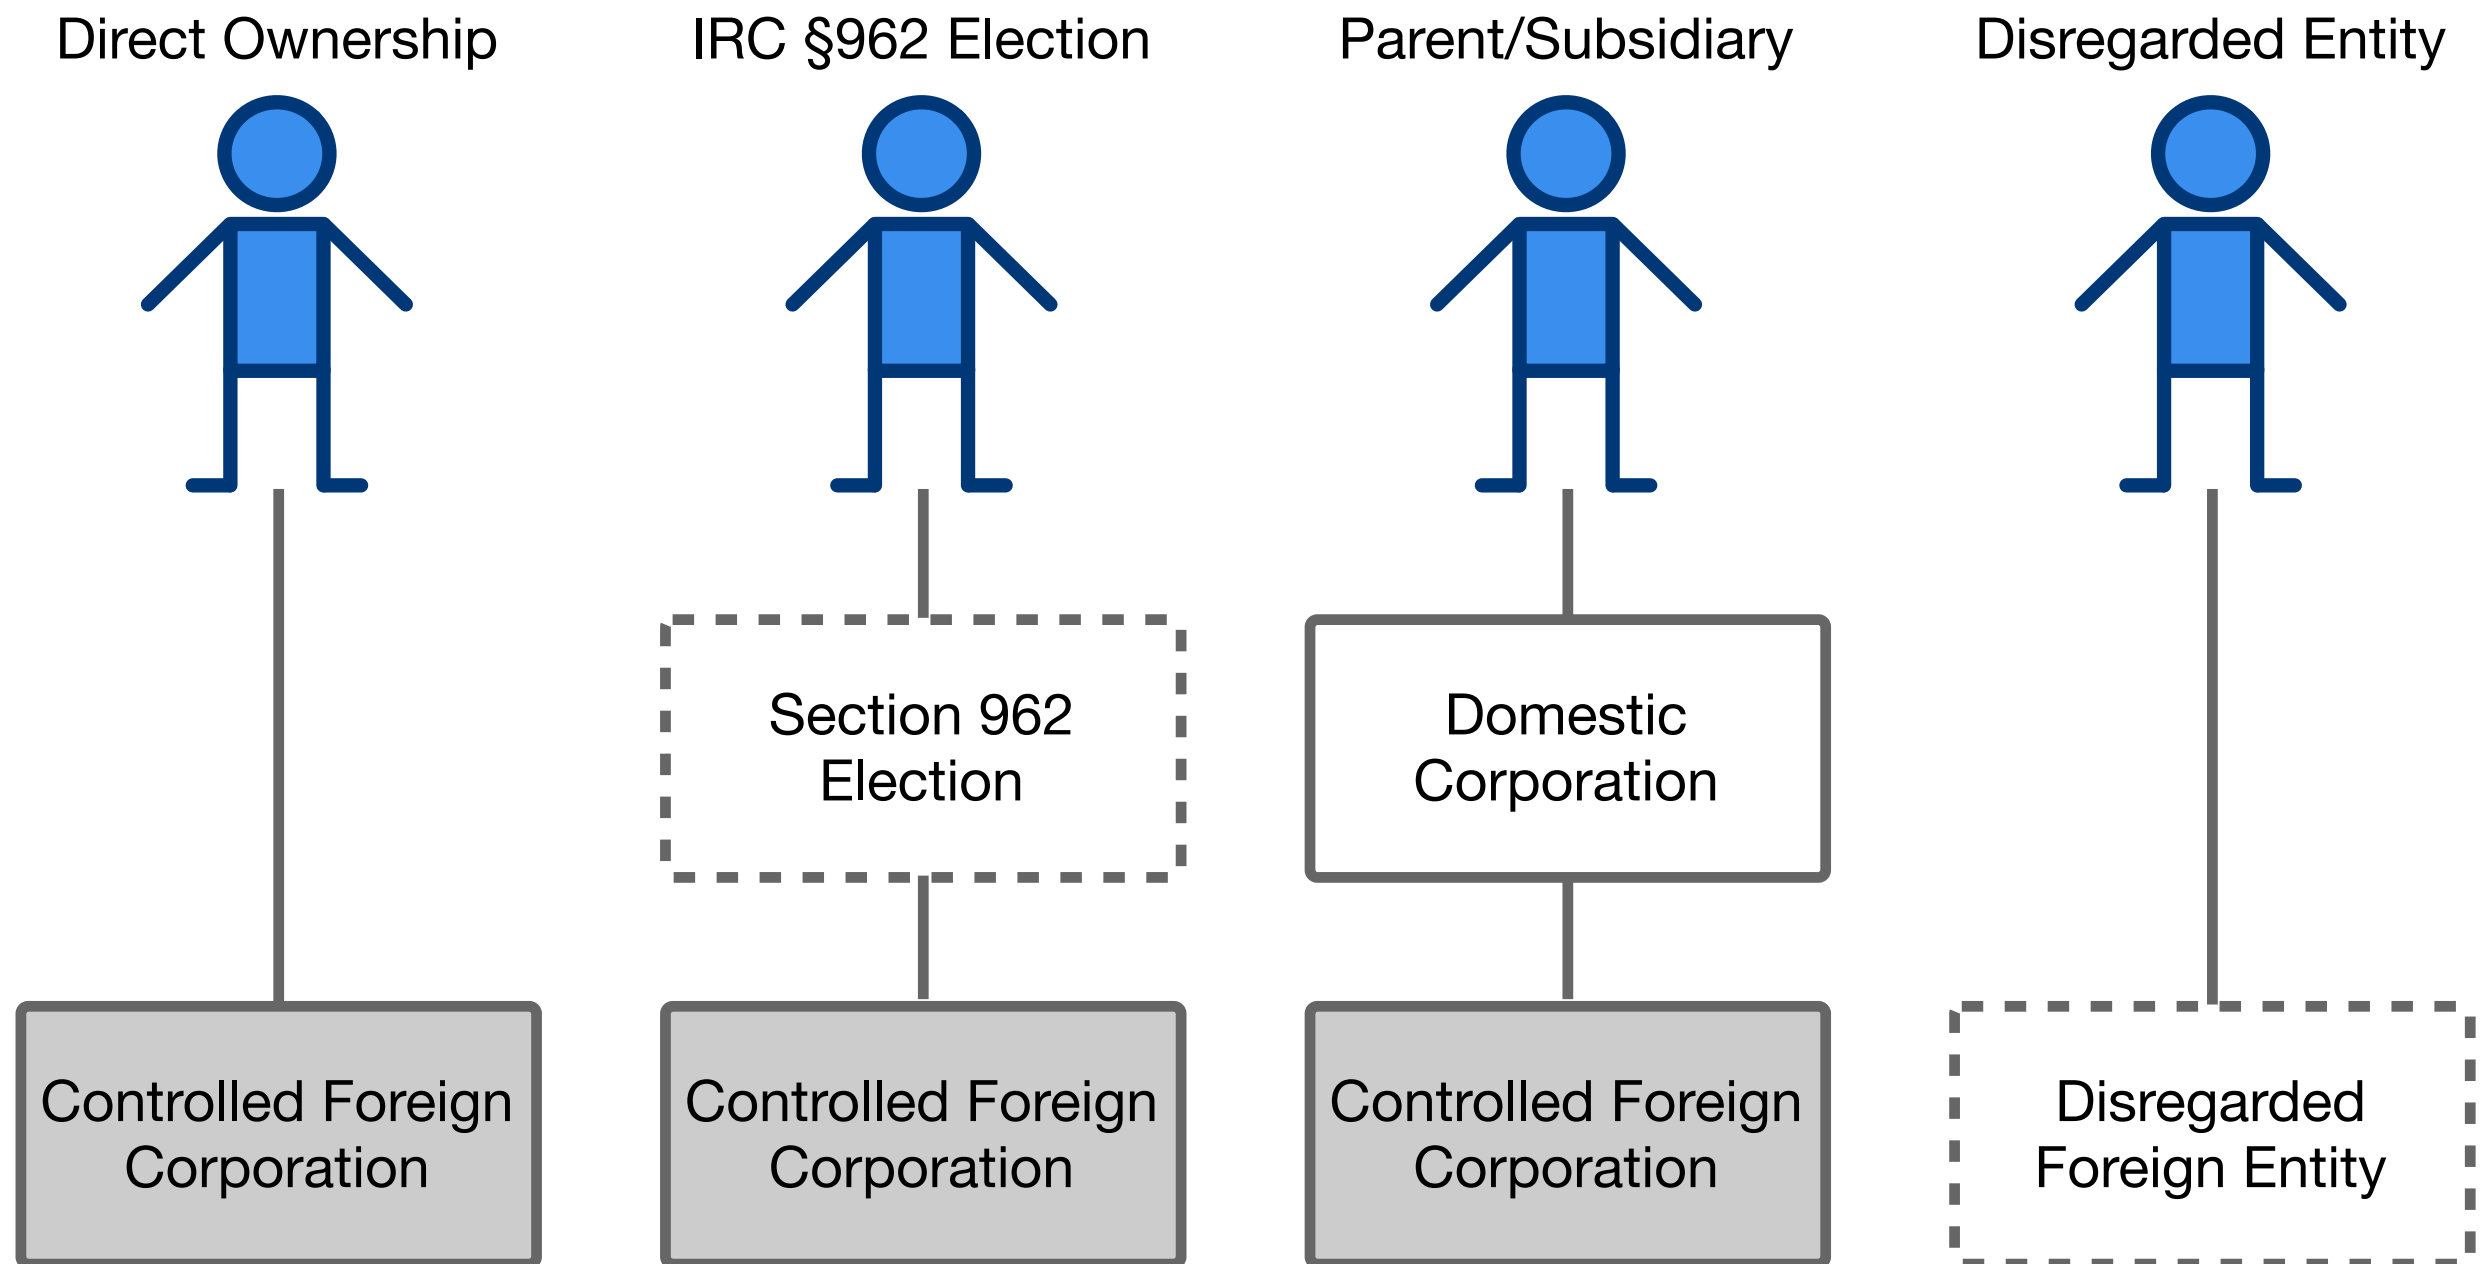 Direct Ownership
IRC §962 Election
Parent/Subsidiary
Disregarded Entity
Section 962
Election
Domestic
Corporation
Controlled Foreign
Corporation
Controlled Foreign
Corporation
Controlled Foreign
Corporation
Disregarded
Foreign Entity